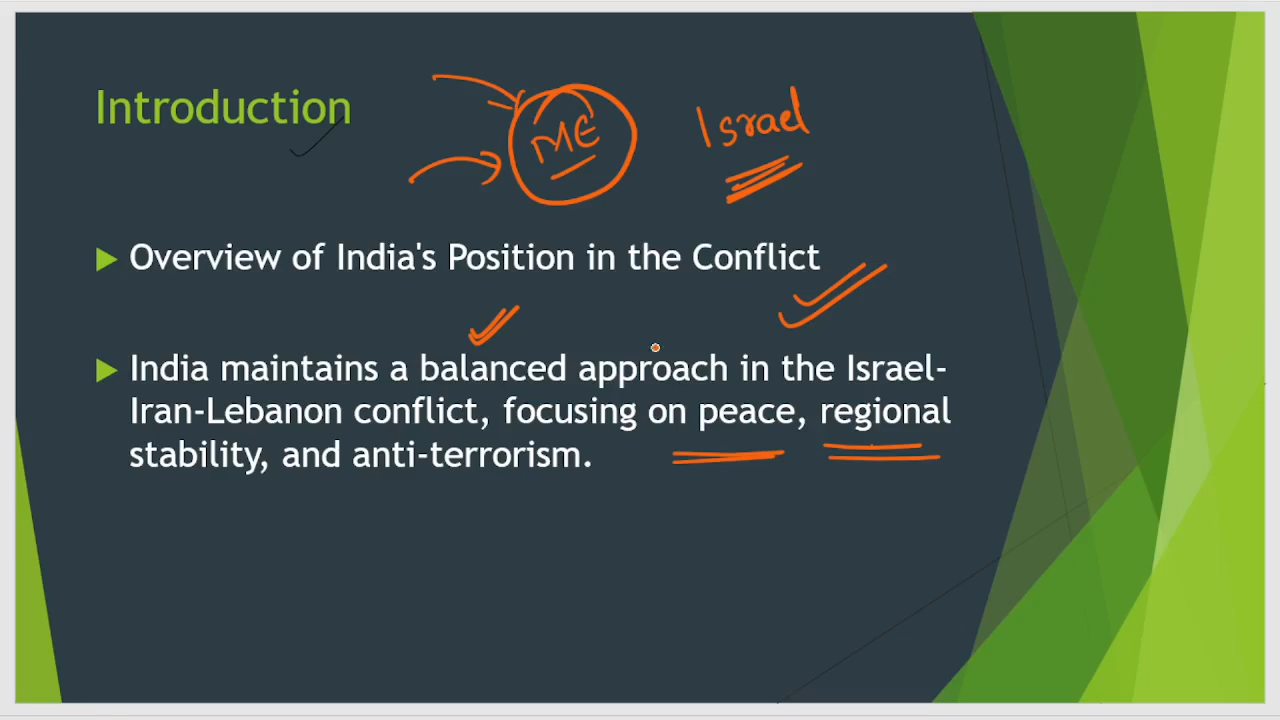 Introduction
ME
Israel
Overview of India's Position in the Conflict
India maintains a balanced approach in the Israel-
Iran-Lebanon conflict, focusing on peace, regional
stability, and anti-terrorism.